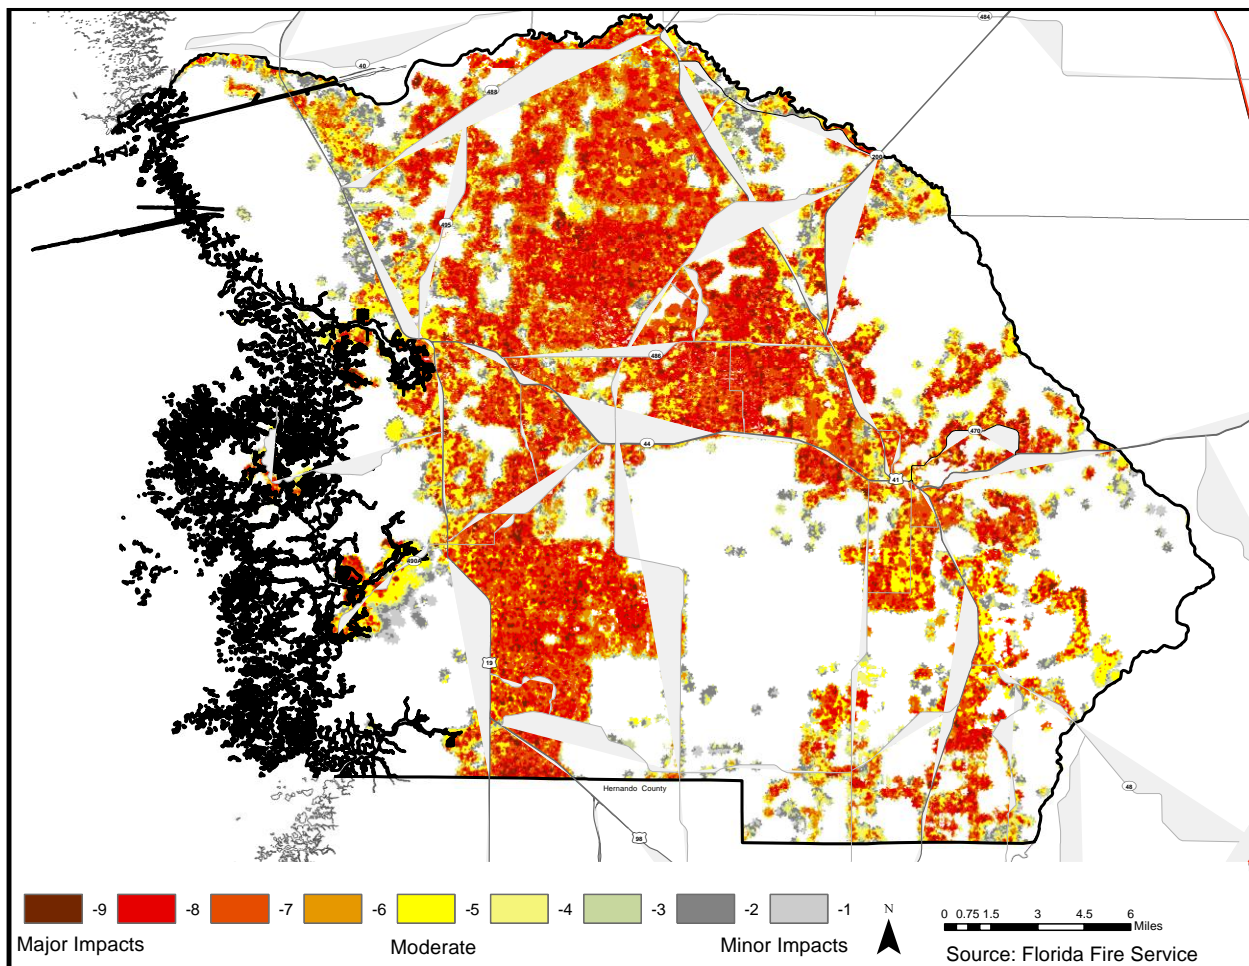 484
40
488
200
495
486
44
470
41
490A
19
Hernando County
98
48
-9 -8 -7 -6 -5 -4 -3 -2 -1
Major Impacts Moderate Minor Impacts
N
0 0.75 1.5 3 4.5 6
Miles
Source: Florida Fire Service